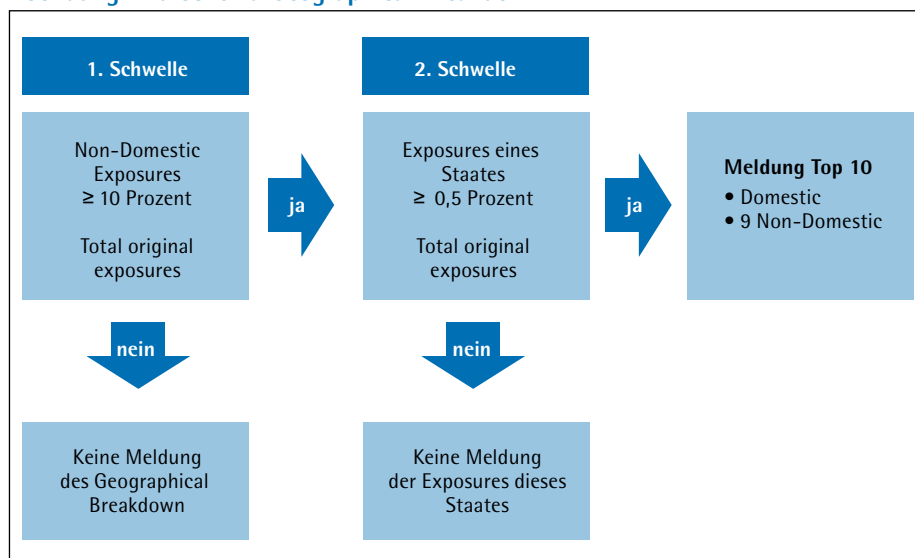 1. Schwelle
Non-Domestic
Exposures
≥ 10 Prozent
Total original
exposures
ja
nein
Keine Meldung
des Geographical
Breakdown
2. Schwelle
Exposures eines
Staates
≥ 0,5 Prozent
Total original
exposures
ja
nein
Keine Meldung
der Exposures dieses
Staates
Meldung Top 10
• Domestic
• 9 Non-Domestic